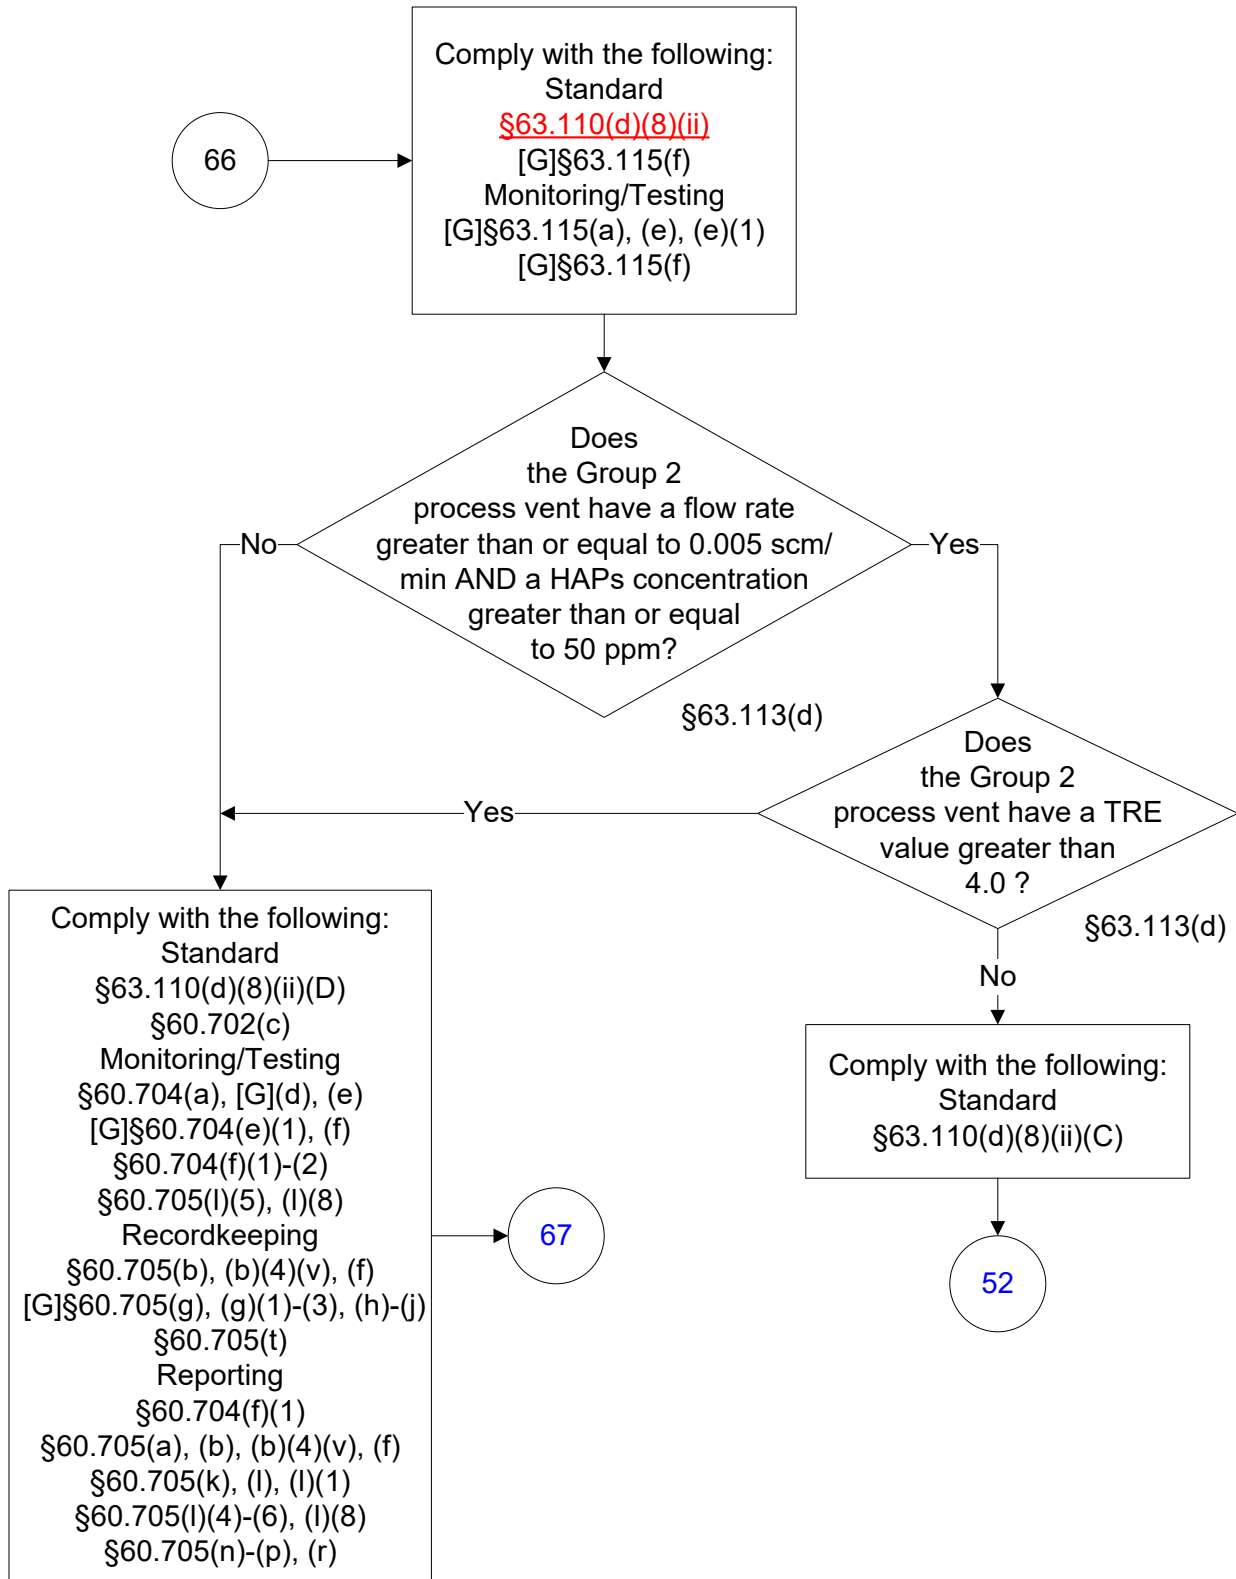 66
Comply with the following:
Standard
§63.110(d)(8)(ii)
[G]§63.115(f)
Monitoring/Testing
[G]§63.115(a), (e), (e)(1)
[G]§63.115(f)
Does
the Group 2
process vent have a flow rate
greater than or equal to 0.005 scm/
min AND a HAPs concentration
greater than or equal
to 50 ppm?
No
Yes
§63.113(d)
Does
the Group 2
process vent have a TRE
value greater than
4.0 ?
Yes
§63.113(d)
No
Comply with the following:
Standard
§63.110(d)(8)(ii)(D)
§60.702(c)
Monitoring/Testing
§60.704(a), [G](d), (e)
[G]§60.704(e)(1), (f)
§60.704(f)(1)-(2)
§60.705(l)(5), (l)(8)
Recordkeeping
§60.705(b), (b)(4)(v), (f)
[G]§60.705(g), (g)(1)-(3), (h)-(j)
§60.705(t)
Reporting
§60.704(f)(1)
§60.705(a), (b), (b)(4)(v), (f)
§60.705(k), (l), (l)(1)
§60.705(l)(4)-(6), (l)(8)
§60.705(n)-(p), (r)
67
Comply with the following:
Standard
§63.110(d)(8)(ii)(C)
52